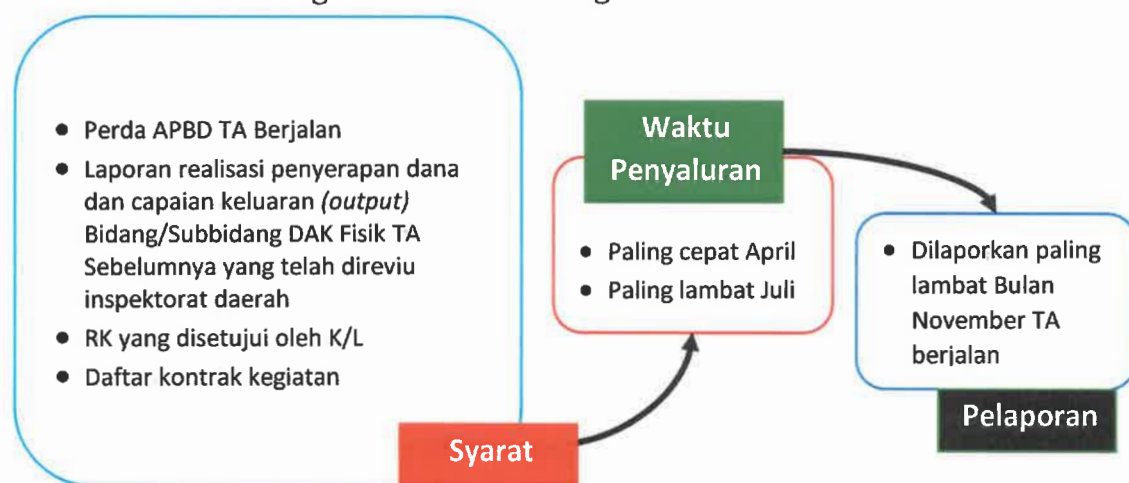 • Perda APBD TA Berjalan
• Laporan realisasi penyerapan dana
dan capaian keluaran (output)
Bidang/Subbidang DAK Fisik TA
Sebelumnya yang telah direviu
inspektorat daerah
• RK yang disetujui oleh K/L
• Daftar kontrak kegiatan
Syarat
Waktu
Penyaluran
• Paling cepat April
• Paling lambat Juli
• Dilaporkan paling
lambat Bulan
November TA
berjalan
Pelaporan